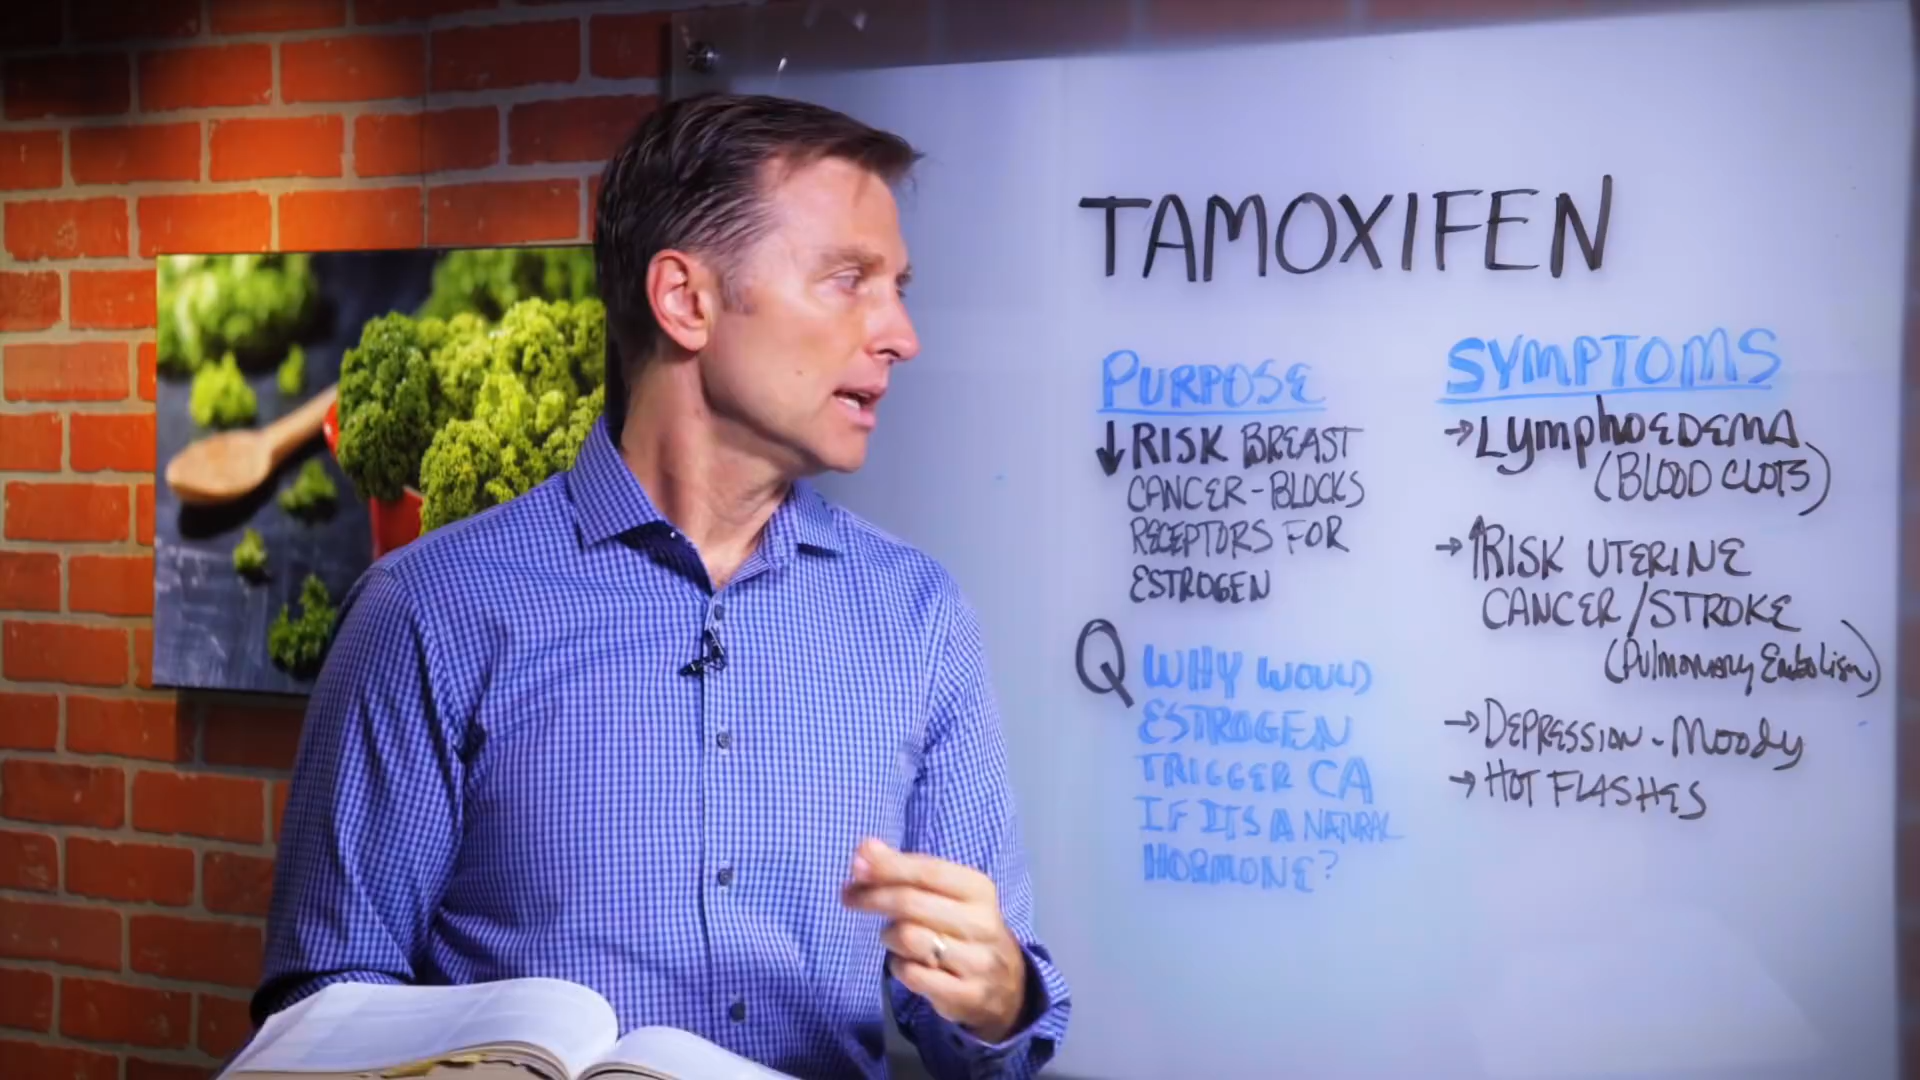 TAMOXIFEN
PURPOSE
↓ RISK BREAST
CANCER-BLOCKS
RECEPTORS FOR
ESTROGEN
Q WHY WOULD
ESTROGEN
TRIGGER CA
IF ITS A NATURAL
HORMONE?
SYMPTOMS
→ LymphoEDEMA
(BLOOD CLOTS)
→ ↑RISK UTERINE
CANCER/STROKE
(Pulmonary Embolism)
→ DEPRESSION - Moody
→ HOT FLASHES